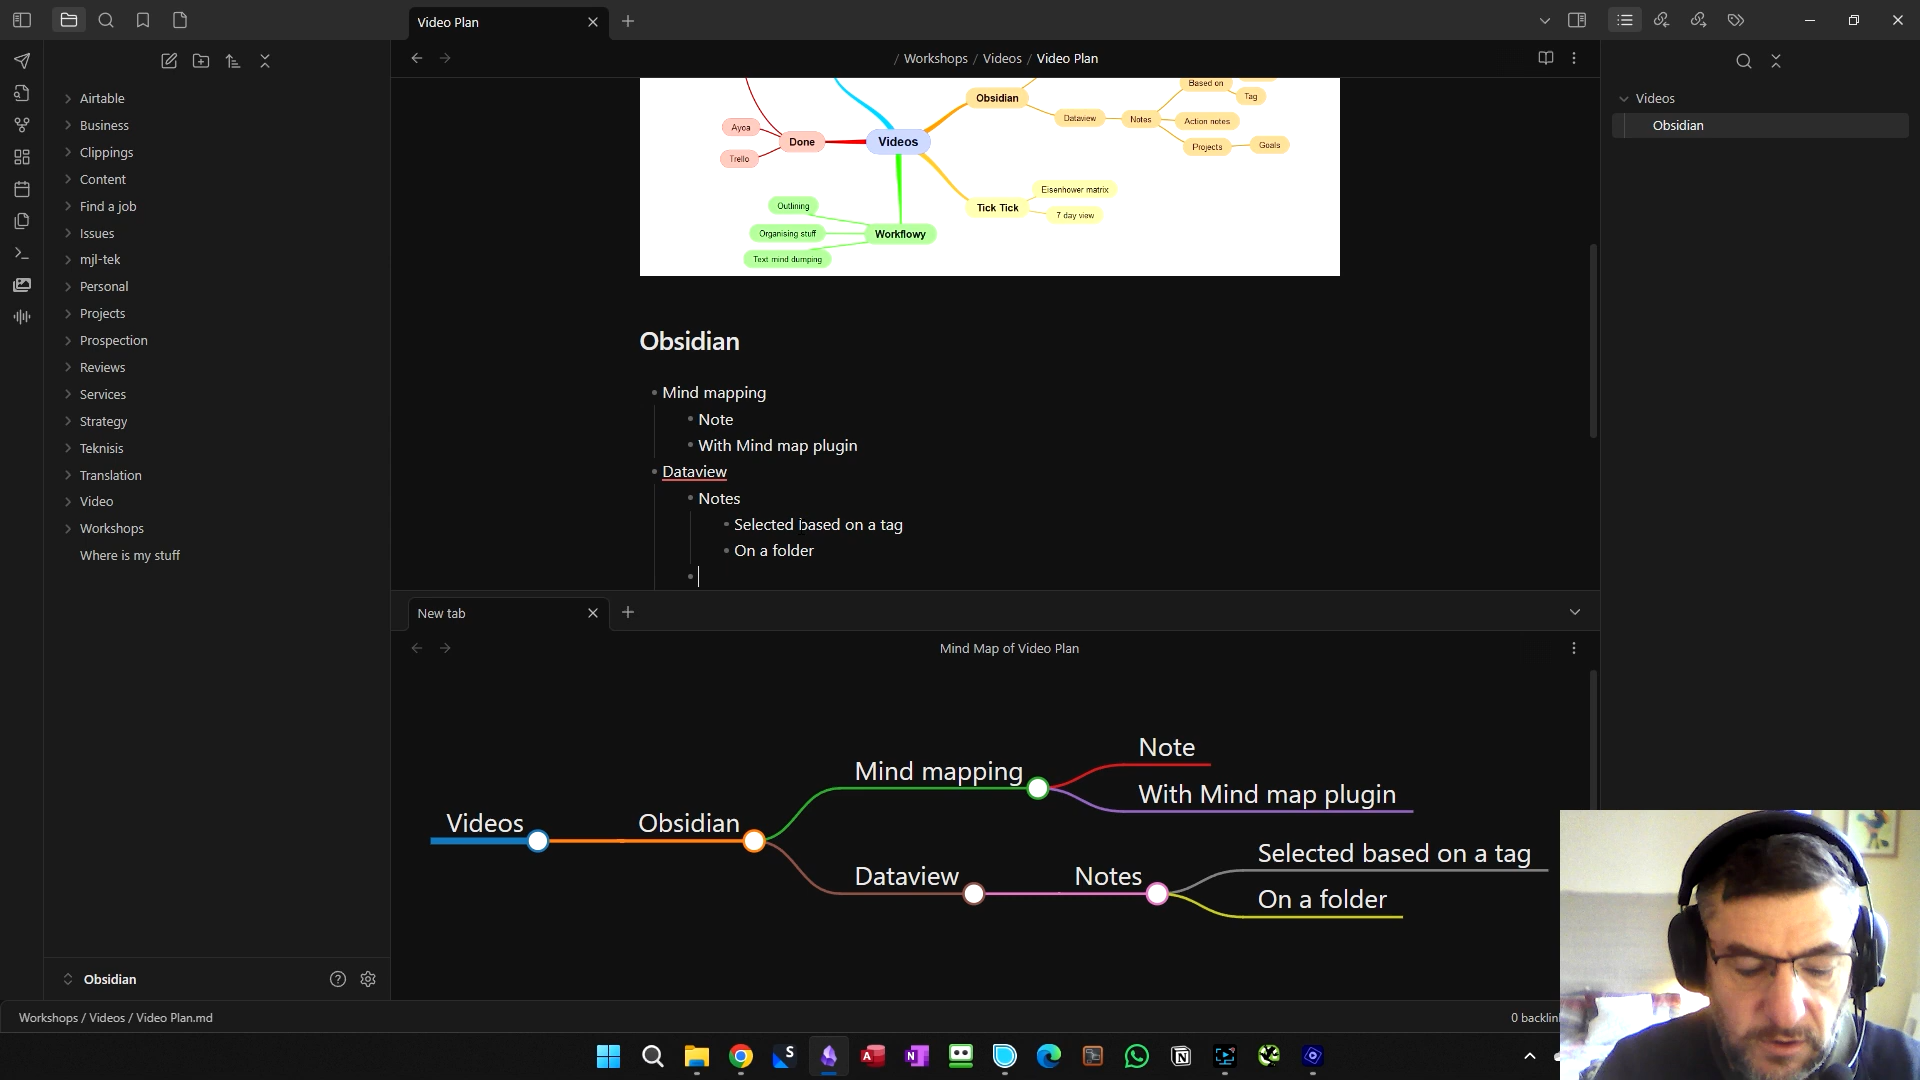 Video Plan
/ Workshops / Videos / Video Plan
Airtable
Business
Clippings
Content
Find a job
Issues
mjl-tek
Personal
Projects
Prospection
Reviews
Services
Strategy
Teknisis
Translation
Video
Workshops
Where is my stuff
Obsidian
Workshops / Videos / Video Plan.md
Based on
Obsidian
Tag
Dataview
Notes
Action notes
Projects
Goals
Ayoa
Done
Videos
Trello
Eisenhower matrix
Tick Tick
7 day view
Outlining
Organising stuff
Workflowy
Text mind dumping
Obsidian
Mind mapping
Note
With Mind map plugin
Dataview
Notes
Selected based on a tag
On a folder
New tab
Mind Map of Video Plan
Note
Mind mapping
With Mind map plugin
Videos
Obsidian
Selected based on a tag
Dataview
Notes
On a folder
Videos
Obsidian
0 backlin